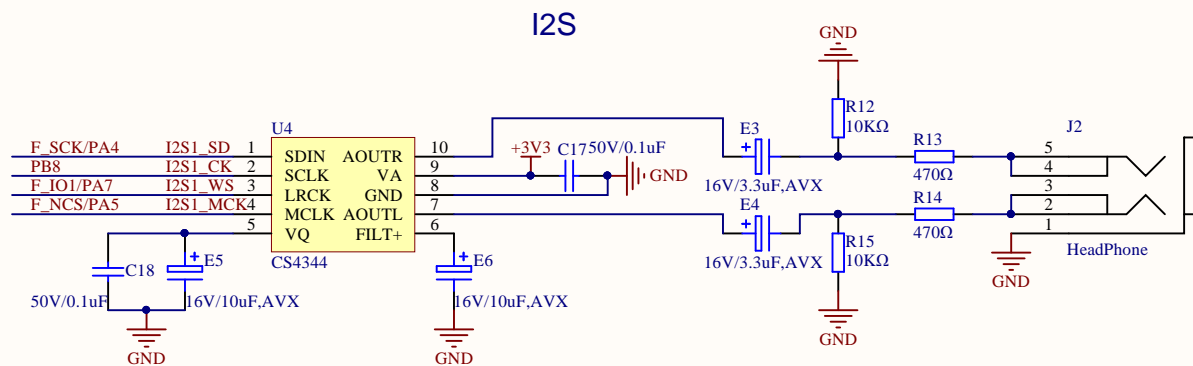 I2S
GND
U4
R12
10KΩ
J2
F_SCK/PA4 I2S1_SD 1 SDIN AOUTR 10
PB8 I2S1_CK 2 SCLK VA 9
F_IO1/PA7 I2S1_WS 3 LRCK GND 8
F_NCS/PA5 I2S1_MCK 4 MCLK AOUTL 7
5 VQ FILT+ 6
CS4344
+3V3
C17 50V/0.1uF
GND
E3
16V/3.3uF,AVX
E4
16V/3.3uF,AVX
R13
470Ω
R14
470Ω
R15
10KΩ
GND
5
4
3
2
1
HeadPhone
GND
C18
50V/0.1uF
E5
16V/10uF,AVX
GND
E6
16V/10uF,AVX
GND